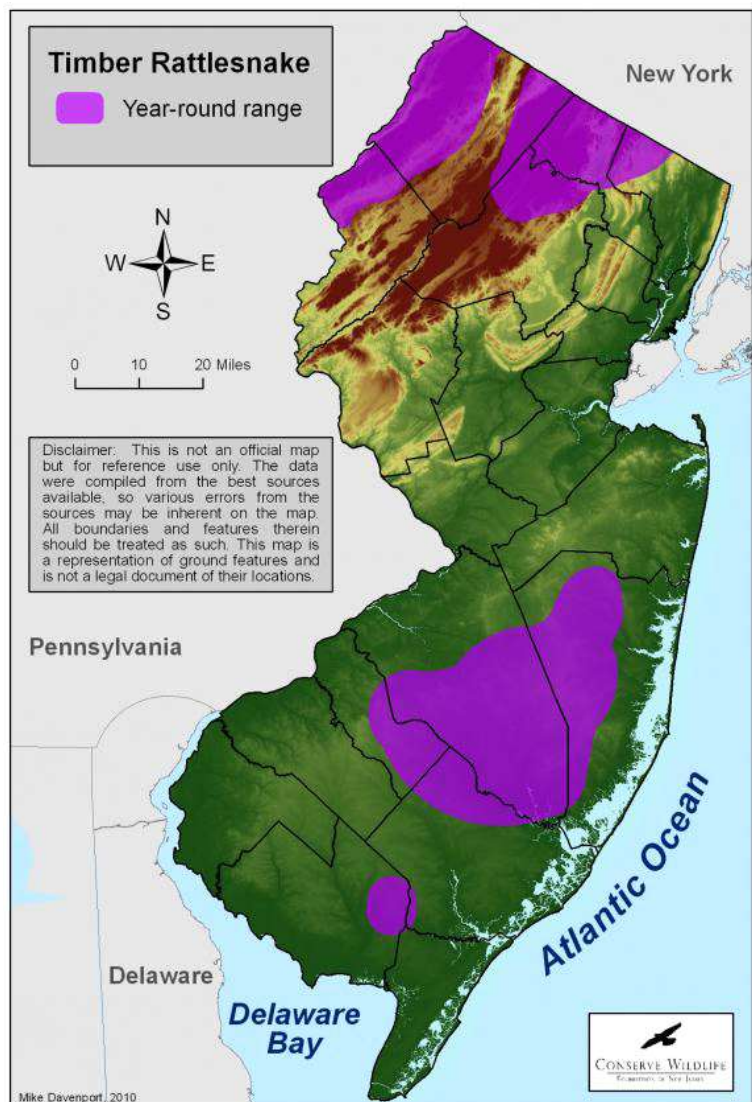 Timber Rattlesnake
Year-round range
New York
N
W E
S
0 10 20 Miles
Disclaimer: This is not an official map
but for reference use only. The data
were compiled from the best sources
available, so various errors from the
sources may be inherent on the map.
All boundaries and features therein
should be treated as such. This map is
a representation of ground features and
is not a legal document of their locations.
Pennsylvania
Atlantic Ocean
Delaware
Delaware
Bay
CONSERVE WILDLIFE
FOUNDATION OF NEW JERSEY
Mike Davenport, 2010